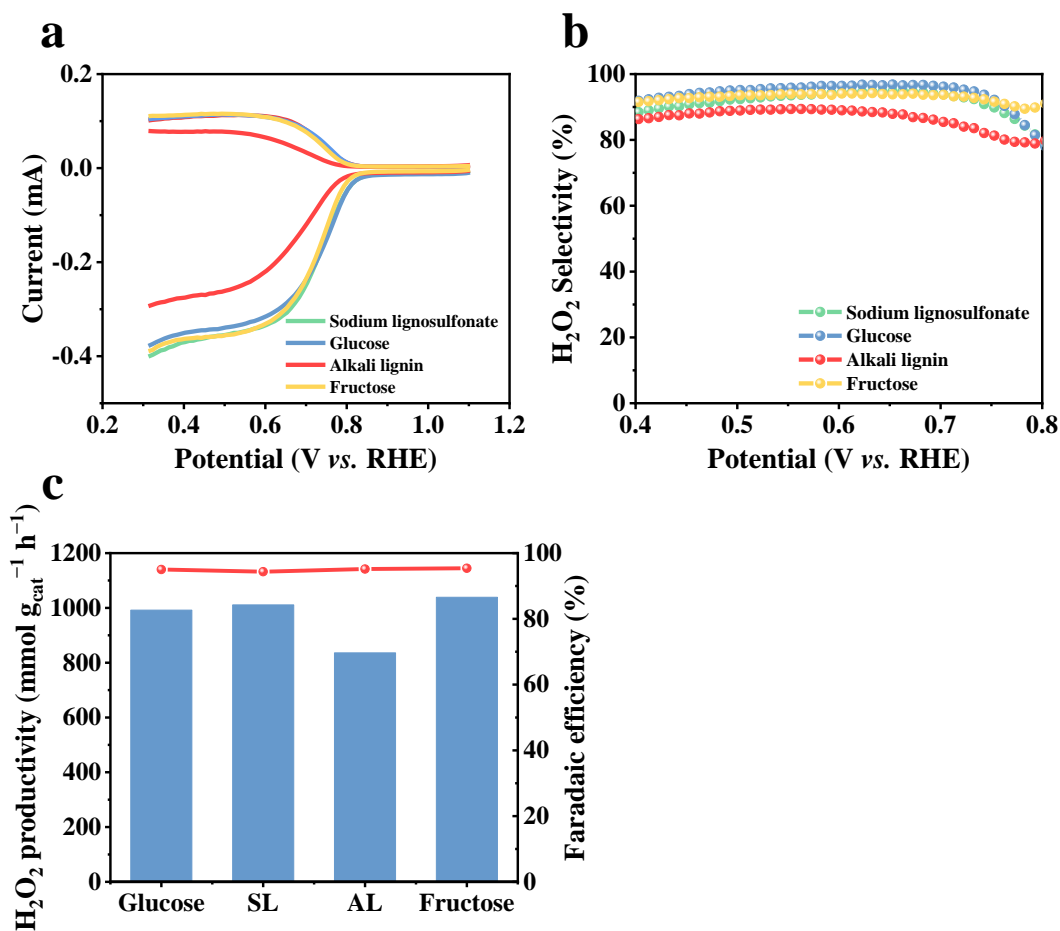 a
0.2
0.0
-0.2
-0.4
Current (mA)
Sodium lignosulfonate
Glucose
Alkali lignin
Fructose
0.2 0.4 0.6 0.8 1.0 1.2
Potential (V vs. RHE)
b
100
80
60
40
20
0
H₂O₂ Selectivity (%)
Sodium lignosulfonate
Glucose
Alkali lignin
Fructose
0.4 0.5 0.6 0.7 0.8
Potential (V vs. RHE)
c
1200
1000
800
600
400
200
0
H₂O₂ productivity (mmol gcat⁻¹ h⁻¹)
100
80
60
40
20
0
Faradaic efficiency (%)
Glucose SL AL Fructose